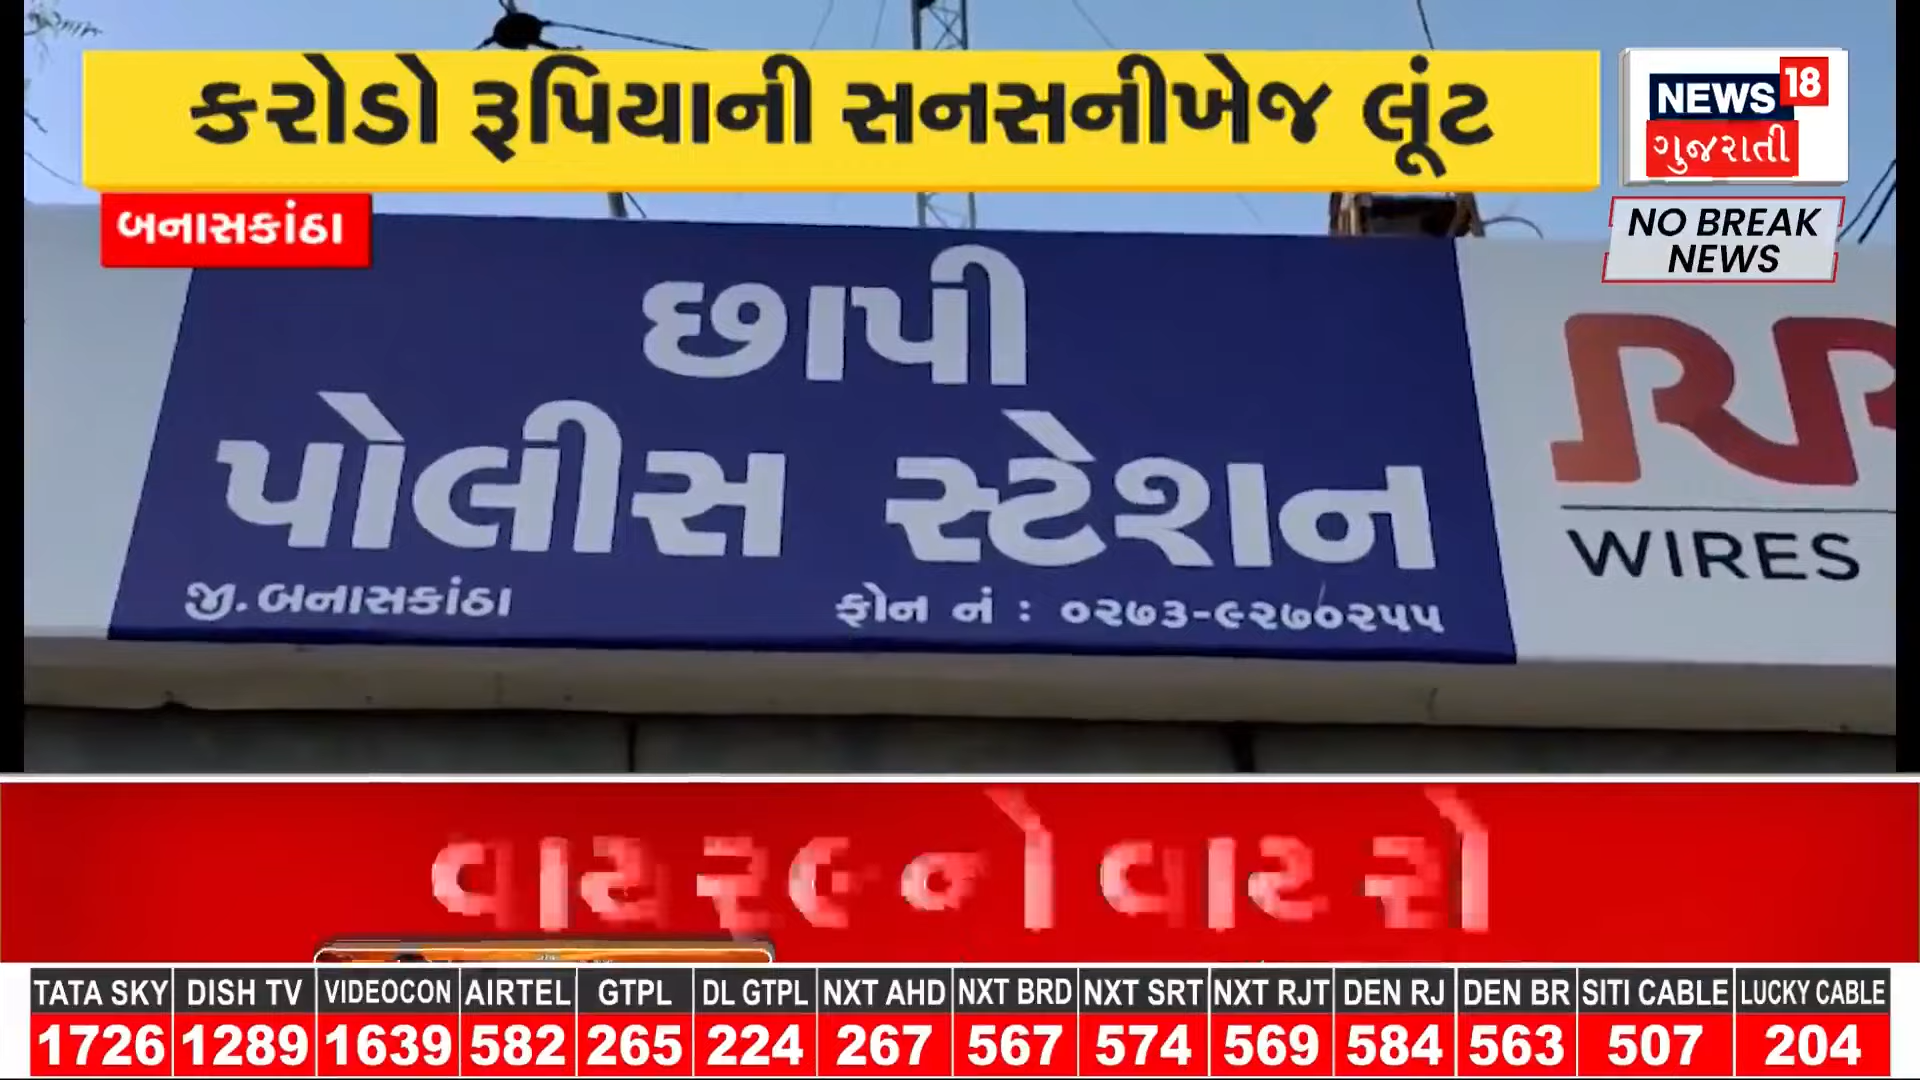 કરોડો રૂપિયાની સનસનીખેજ લૂંટ
NEWS 18
ગુજરાતી
NO BREAK
NEWS
બનાસકાંઠા
છાપી
પોલીસ સ્ટેશન
જી. બનાસકાંઠા
ફોન નં : ૦૨૭૩-૯૨૭૦૨૫૫
WIRES
TATA SKY DISH TV VIDEOCON AIRTEL GTPL DL GTPL NXT AHD NXT BRD NXT SRT NXT RJT DEN RJ DEN BR SITI CABLE LUCKY CABLE
1726 1289 1639 582 265 224 267 567 574 569 584 563 507 204